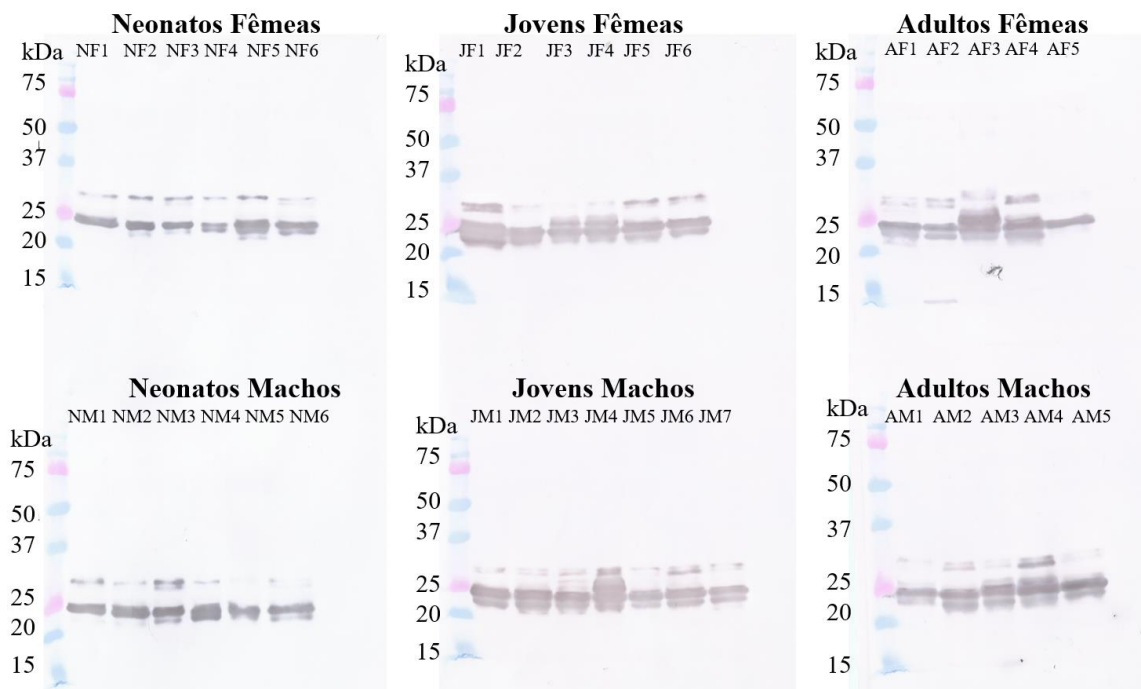 Neonatos Fêmeas
kDa NF1 NF2 NF3 NF4 NF5 NF6
75
50
37
25
20
15
Jovens Fêmeas
kDa JF1 JF2 JF3 JF4 JF5 JF6
75
50
37
25
20
15
Adultos Fêmeas
kDa AF1 AF2 AF3 AF4 AF5
75
50
37
25
20
15
Neonatos Machos
NM1 NM2 NM3 NM4 NM5 NM6
kDa
75
50
37
25
20
15
Jovens Machos
JM1 JM2 JM3 JM4 JM5 JM6 JM7
kDa
75
50
37
25
20
15
Adultos Machos
kDa AM1 AM2 AM3 AM4 AM5
75
50
37
25
20
15